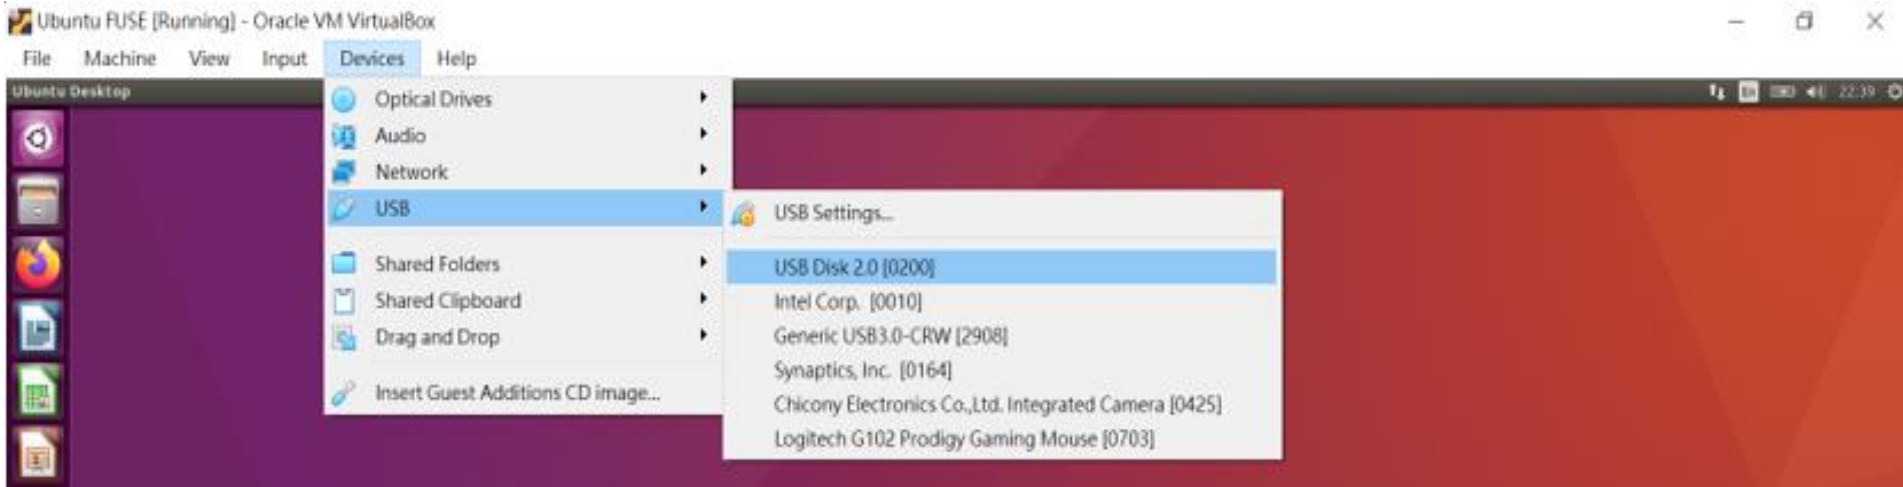 Ubuntu FUSE [Running] - Oracle VM VirtualBox
File Machine View Input Devices Help
Ubuntu Desktop
22:39
Optical Drives
Audio
Network
USB
Shared Folders
Shared Clipboard
Drag and Drop
Insert Guest Additions CD image...
USB Settings...
USB Disk 2.0 [0200]
Intel Corp. [0010]
Generic USB3.0-CRW [2908]
Synaptics, Inc. [0164]
Chicony Electronics Co.,Ltd. Integrated Camera [0425]
Logitech G102 Prodigy Gaming Mouse [0703]